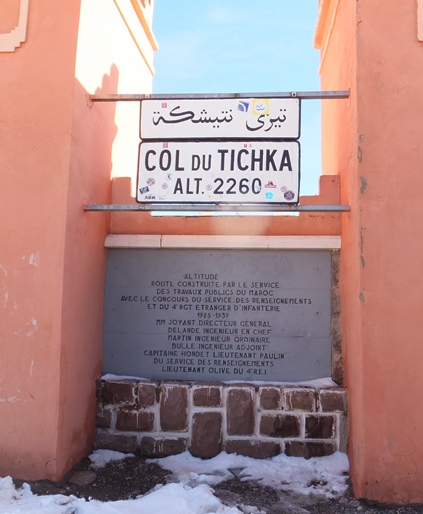 تيزي نتيشكة
COL DU TICHKA
ALT. 2260
ALTITUDE
ROUTE CONSTRUITE PAR LE SERVICE
DES TRAVAUX PUBLICS DU MAROC
AVEC LE CONCOURS DU SERVICE DES RENSEIGNEMENTS
ET DU 4ᵉ RGT ETRANGER D'INFANTERIE
1925-1939
MM JOYANT DIRECTEUR GENERAL
DELANDE INGENIEUR EN CHEF
MARTIN INGENIEUR ORDINAIRE
BULLE INGENIEUR ADJOINT
CAPITAINE HONDET LIEUTENANT PAULIN
DU SERVICE DES RENSEIGNEMENTS
LIEUTENANT OLIVE DU 4ᵉ REI